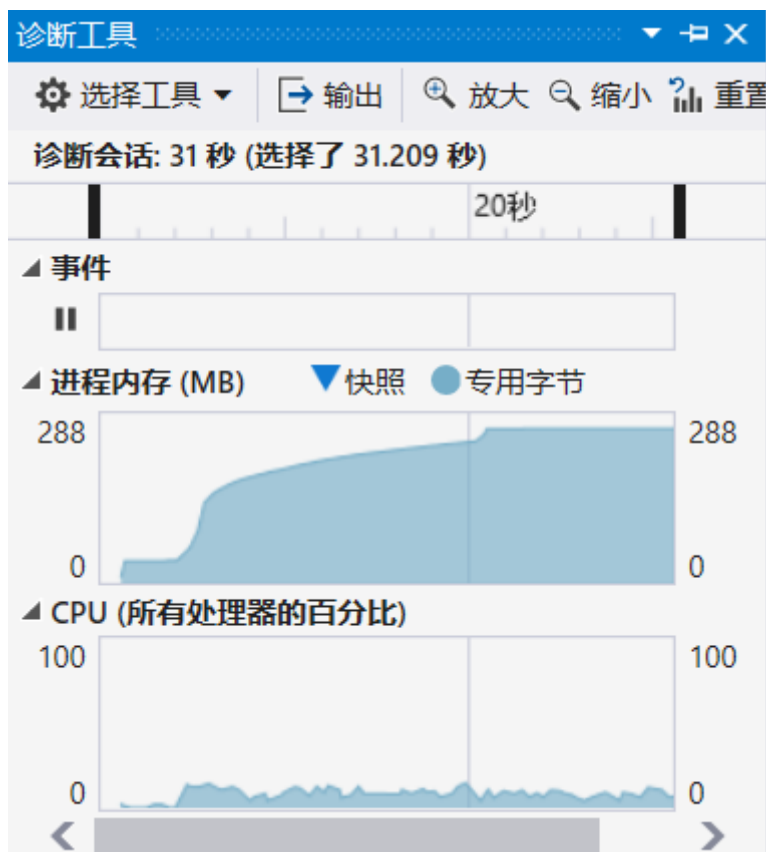 诊断工具
选择工具 输出 放大 缩小 重置
诊断会话: 31 秒 (选择了 31.209 秒)
20秒
事件
进程内存 (MB) 快照 专用字节
288 288
0 0
CPU (所有处理器的百分比)
100 100
0 0